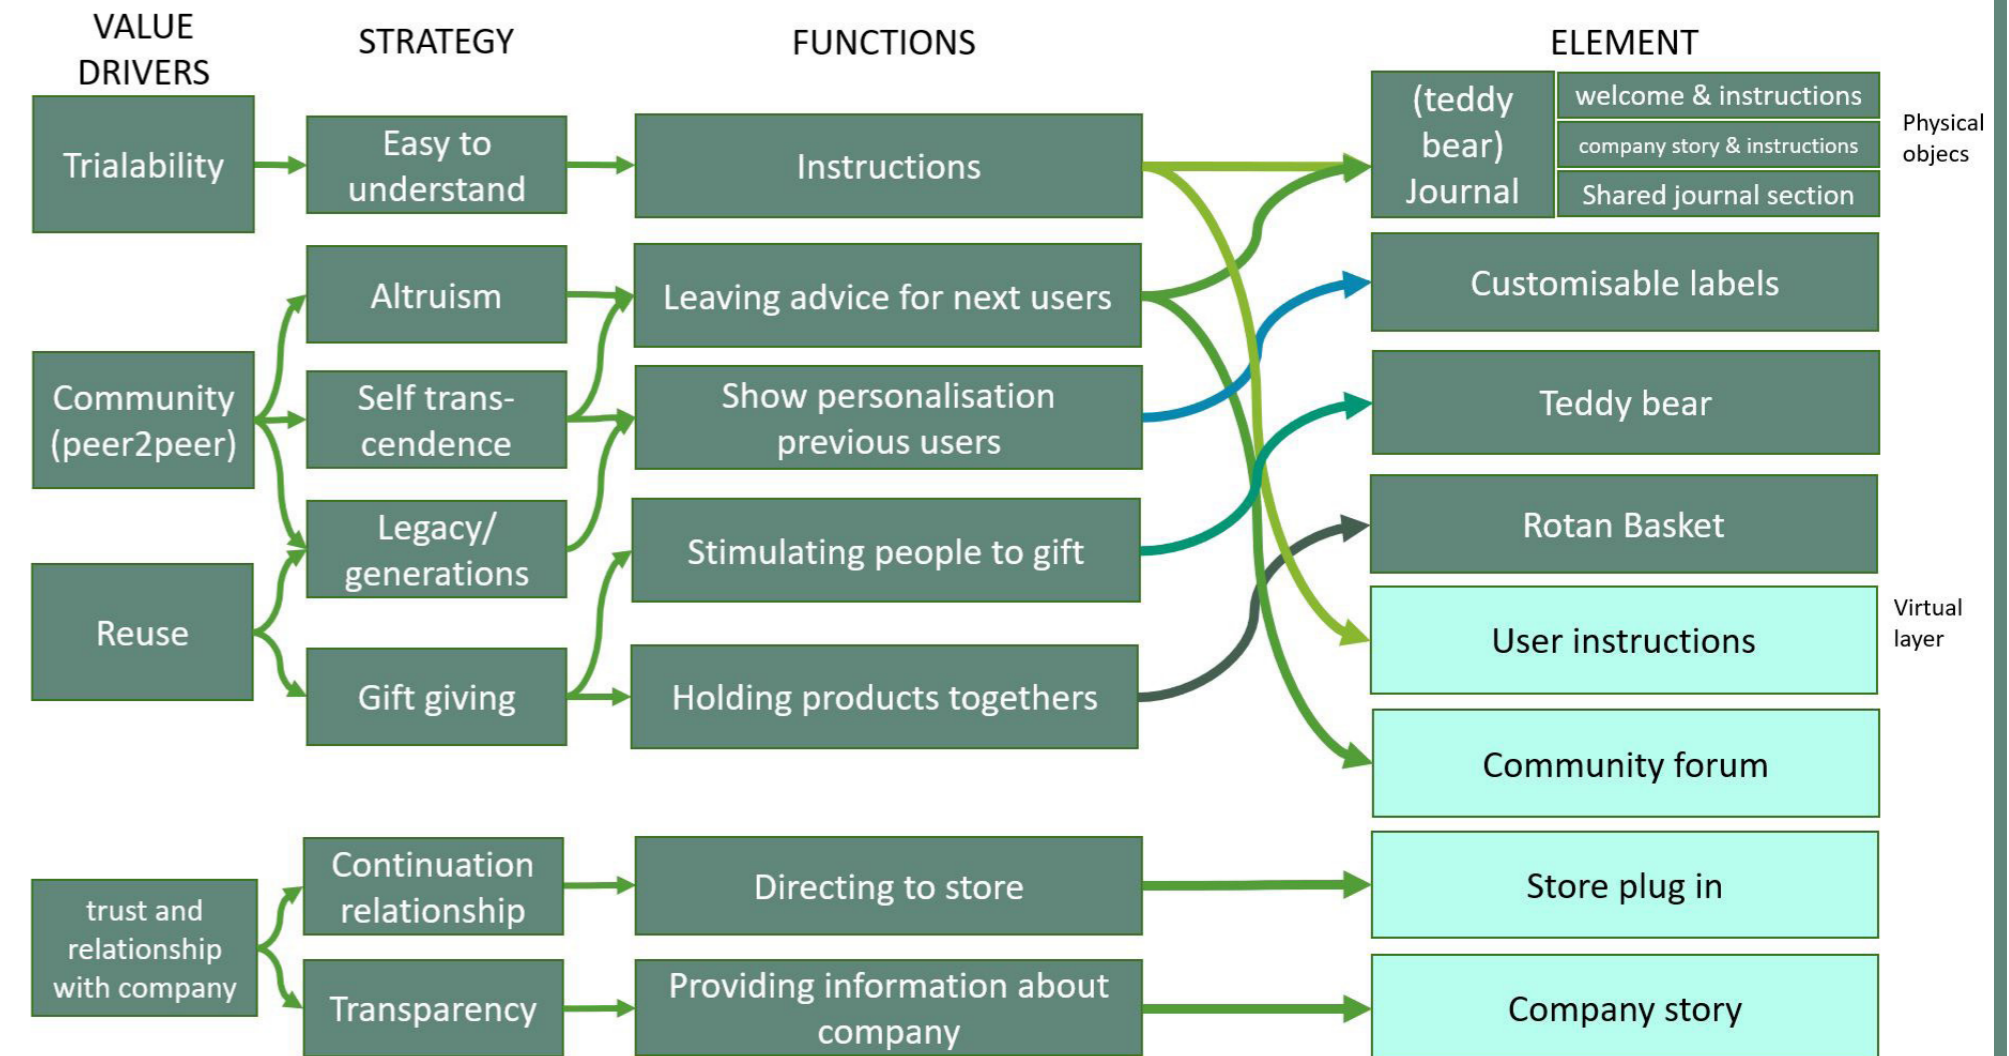 VALUE
DRIVERS
STRATEGY
FUNCTIONS
ELEMENT
Trialability
Easy to
understand
Instructions
(teddy
bear)
Journal
welcome & instructions
company story & instructions
Shared journal section
Physical
objecs
Altruism
Leaving advice for next users
Customisable labels
Community
(peer2peer)
Self trans-
cendence
Show personalisation
previous users
Teddy bear
Legacy/
generations
Stimulating people to gift
Rotan Basket
Reuse
User instructions
Virtual
layer
Gift giving
Holding products togethers
Community forum
Continuation
relationship
Directing to store
Store plug in
trust and
relationship
with company
Transparency
Providing information about
company
Company story